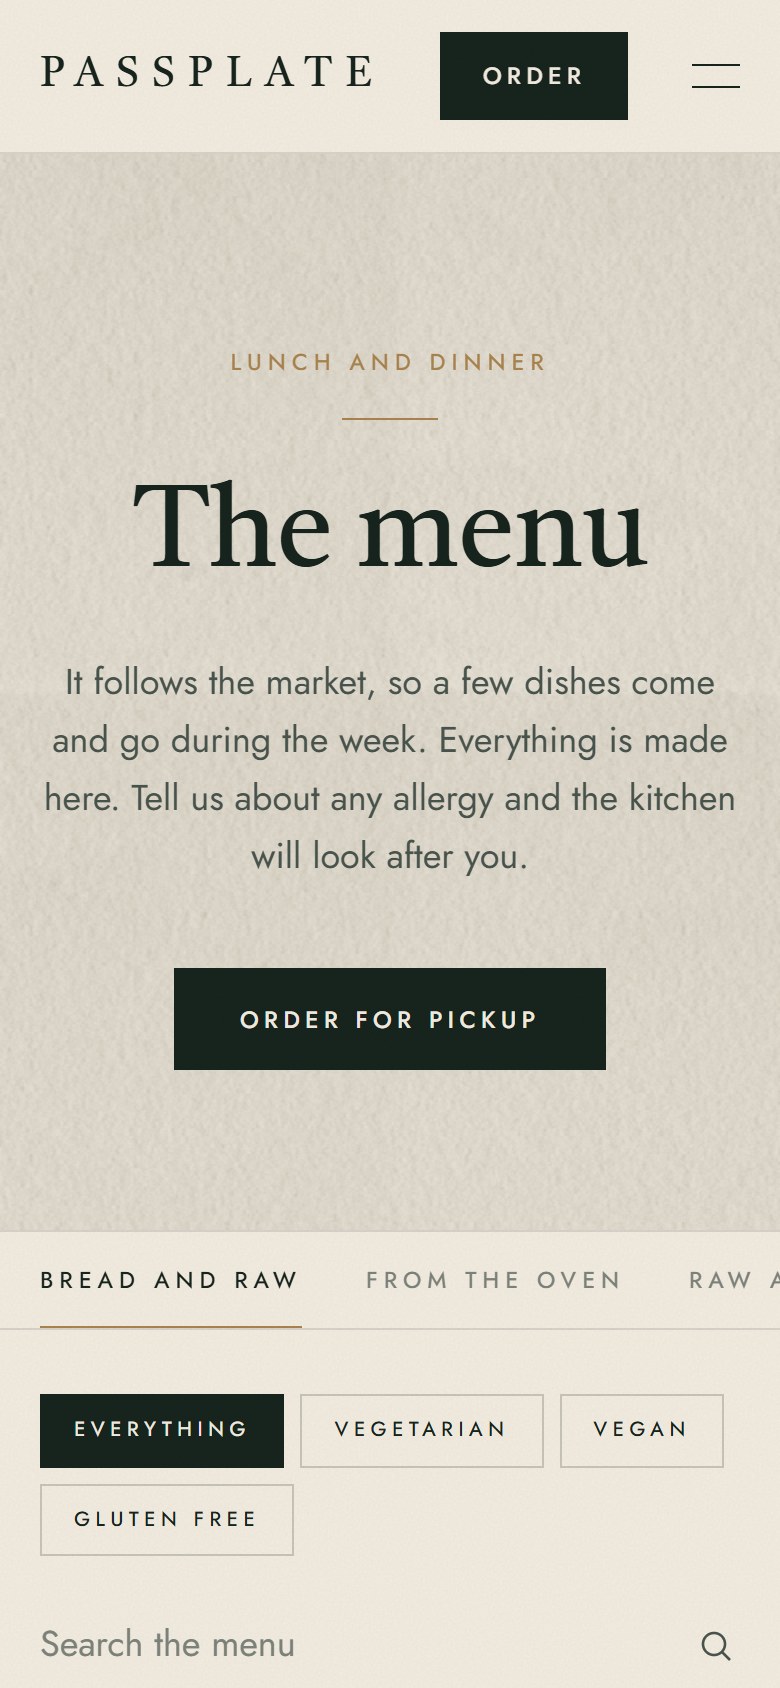 PASSPLATE
ORDER
LUNCH AND DINNER
The menu
It follows the market, so a few dishes come
and go during the week. Everything is made
here. Tell us about any allergy and the kitchen
will look after you.
ORDER FOR PICKUP
BREAD AND RAW FROM THE OVEN RAW
EVERYTHING VEGETARIAN VEGAN
GLUTEN FREE
Search the menu